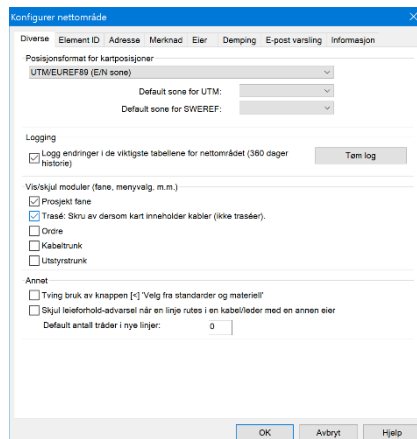 Konfigurer nettområde
Diverse Element ID Adresse Merknad Eier Demping E-post varsling Informasjon
Posisjonsformat for kartposisjoner
UTM/EUREF89 (E/N sone)
Default sone for UTM:
Default sone for SWEREF:
Logging
Logg endringer i de viktigste tabellene for nettområdet (360 dager
historie)
Tøm log
Vis/skjul moduler (fane, menyvalg, m.m.)
Prosjekt fane
Trasé: Skru av dersom kart inneholder kabler (ikke traséer).
Ordre
Kabeltrunk
Utstyrstrunk
Annet
Tving bruk av knappen [<] 'Velg fra standarder og materiell'
Skjul leieforhold-advarsel når en linje rutes i en kabel/leder med en annen eier
Default antall tråder i nye linjer: 0
OK Avbryt Hjelp